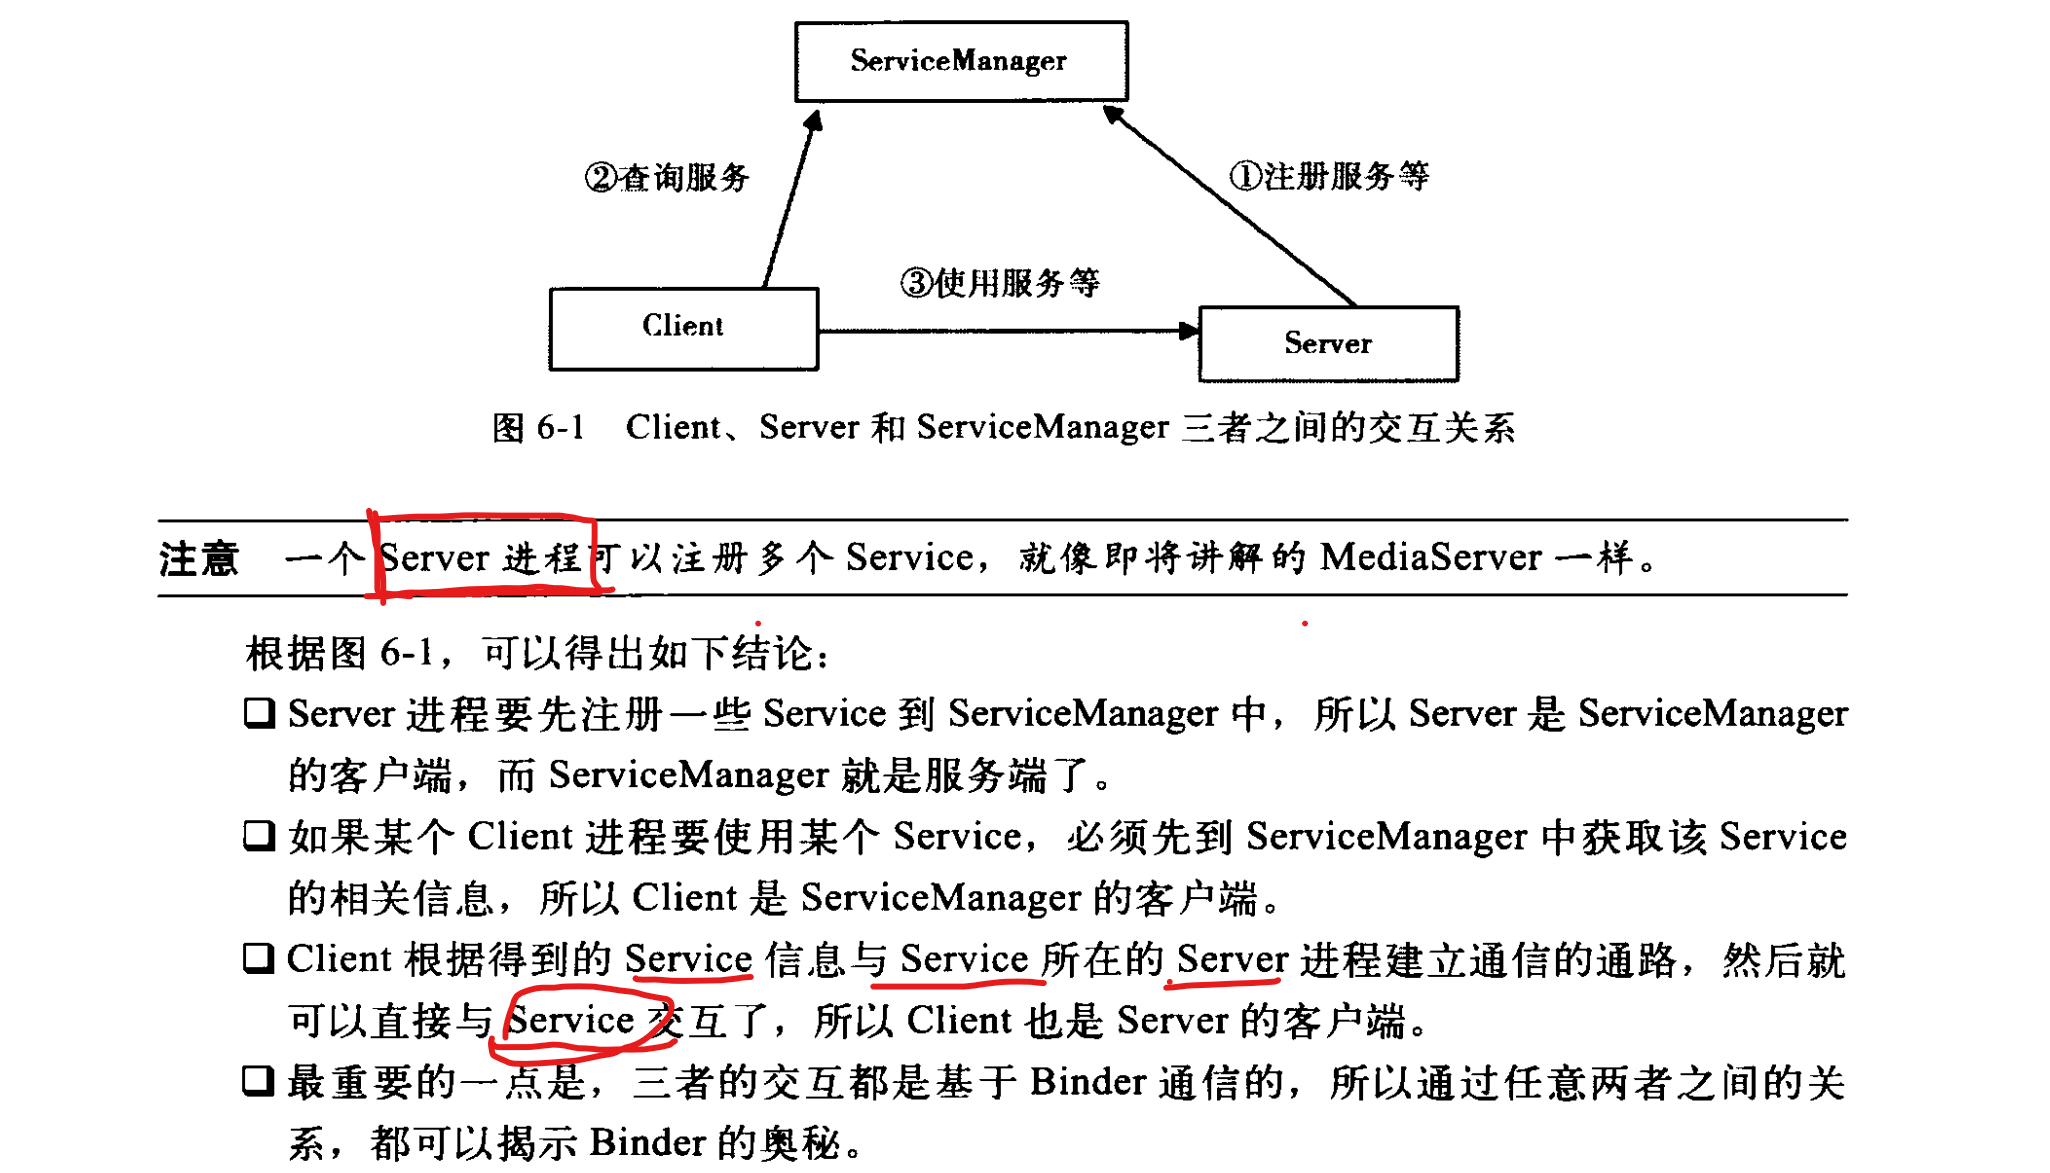 ServiceManager
②查询服务
①注册服务等
③使用服务等
Client
Server
图 6-1 Client、Server 和 ServiceManager 三者之间的交互关系
注意 一个 Server 进程可以注册多个 Service，就像即将讲解的 MediaServer 一样。
根据图 6-1，可以得出如下结论：
❑ Server 进程要先注册一些 Service 到 ServiceManager 中，所以 Server 是 ServiceManager
的客户端，而 ServiceManager 就是服务端了。
❑ 如果某个 Client 进程要使用某个 Service，必须先到 ServiceManager 中获取该 Service
的相关信息，所以 Client 是 ServiceManager 的客户端。
❑ Client 根据得到的 Service 信息与 Service 所在的 Server 进程建立通信的通路，然后就
可以直接与 Service 交互了，所以 Client 也是 Server 的客户端。
❑ 最重要的一点是，三者的交互都是基于 Binder 通信的，所以通过任意两者之间的关
系，都可以揭示 Binder 的奥秘。